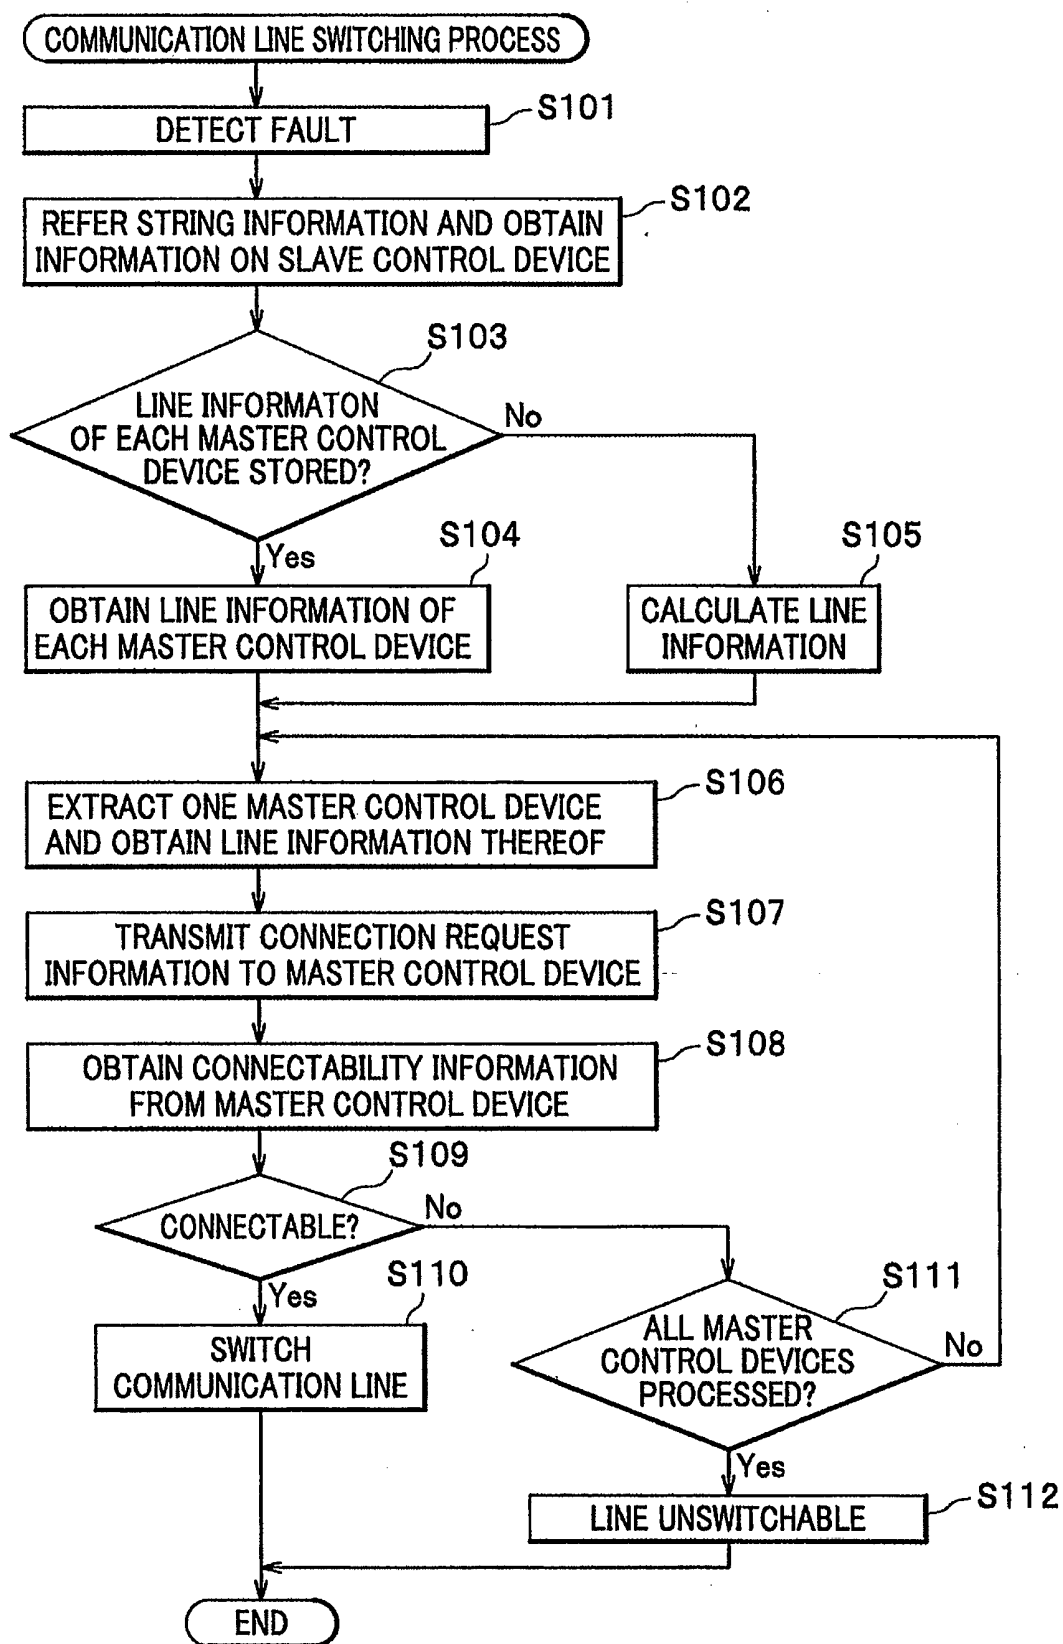 COMMUNICATION LINE SWITCHING PROCESS
S101
DETECT FAULT
S102
REFER STRING INFORMATION AND OBTAIN
INFORMATION ON SLAVE CONTROL DEVICE
S103
LINE INFORMATON
OF EACH MASTER CONTROL
DEVICE STORED?
No
Yes
S104
OBTAIN LINE INFORMATION OF
EACH MASTER CONTROL DEVICE
S105
CALCULATE LINE
INFORMATION
S106
EXTRACT ONE MASTER CONTROL DEVICE
AND OBTAIN LINE INFORMATION THEREOF
S107
TRANSMIT CONNECTION REQUEST
INFORMATION TO MASTER CONTROL DEVICE
S108
OBTAIN CONNECTABILITY INFORMATION
FROM MASTER CONTROL DEVICE
S109
CONNECTABLE?
No
Yes
S110
SWITCH
COMMUNICATION LINE
S111
ALL MASTER
CONTROL DEVICES
PROCESSED?
No
Yes
S112
LINE UNSWITCHABLE
END